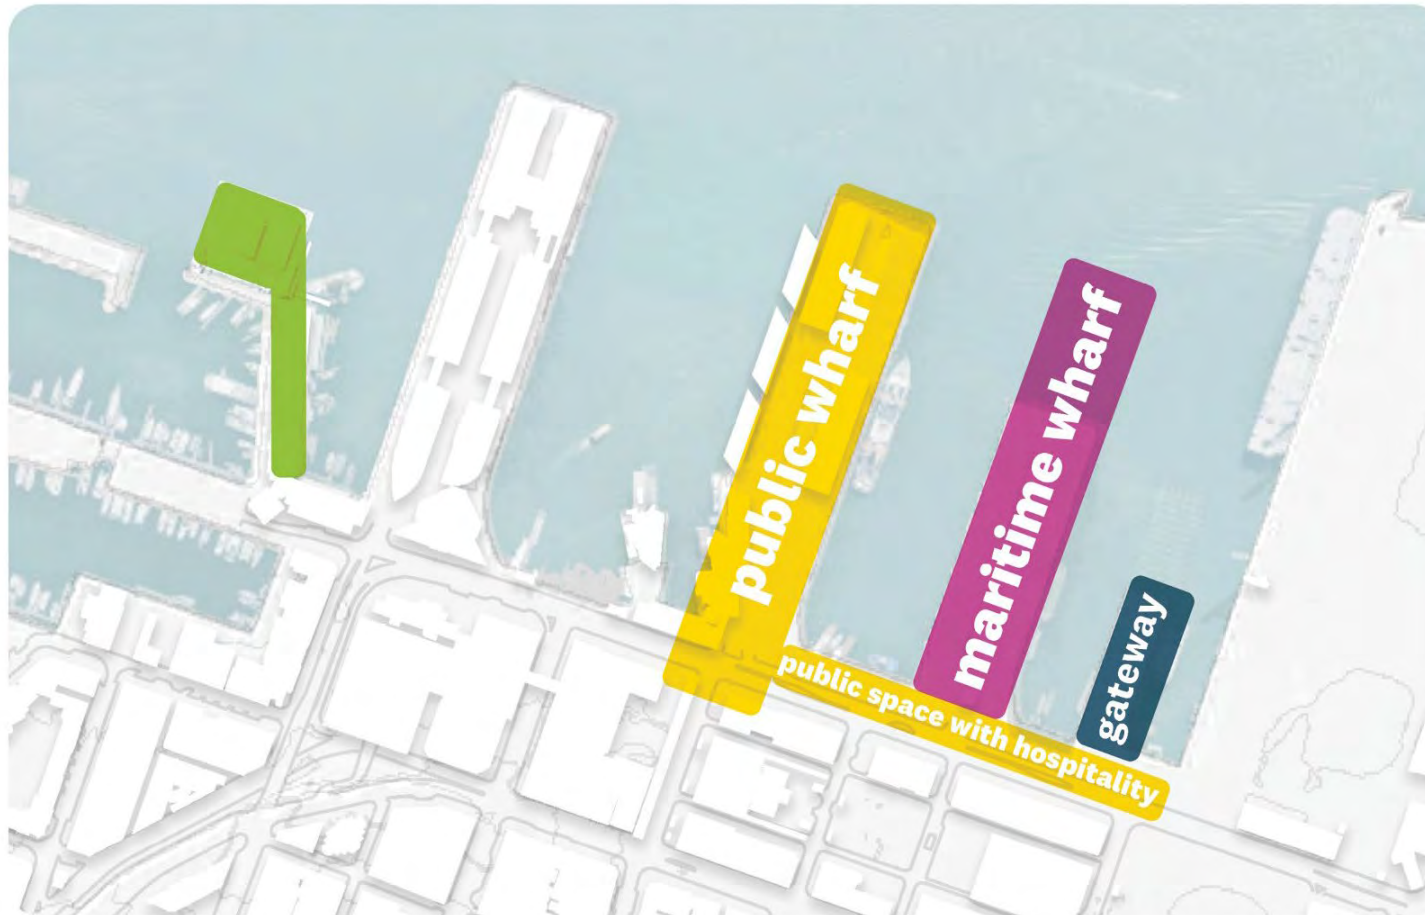 public wharf
maritime wharf
gateway
public space with hospitality